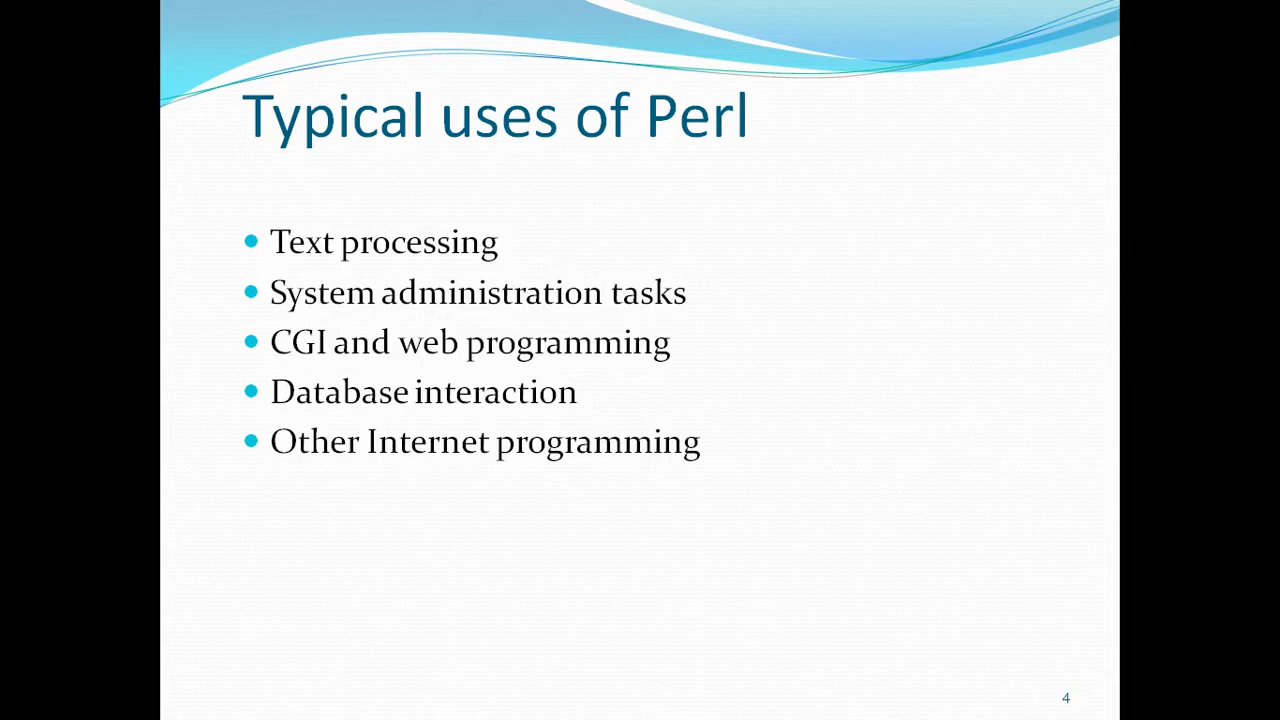 Typical uses of Perl
Text processing
System administration tasks
CGI and web programming
Database interaction
Other Internet programming
4